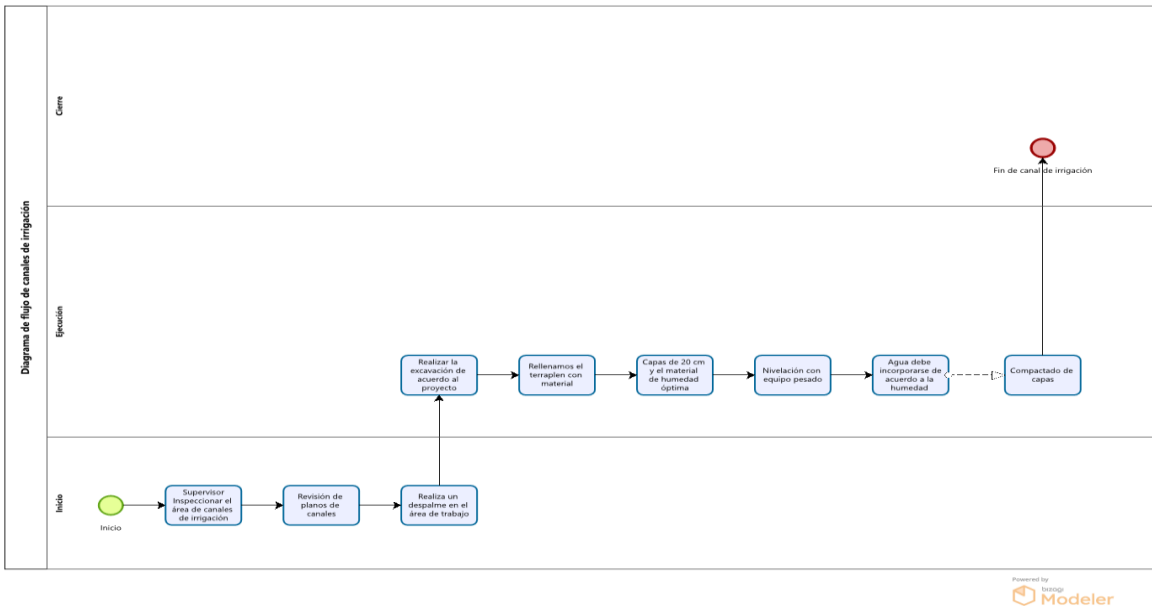 Diagrama de flujo de canales de irrigación
Cierre
Fin de canal de irrigación
Ejecución
Realizar la
excavación de
acuerdo al
proyecto
Rellenamos el
terraplen con
material
Capas de 20 cm
y el material
de humedad
óptima
Nivelación con
equipo pesado
Agua debe
incorporarse de
acuerdo a la
humedad
Compactado de
capas
Inicio
Inicio
Supervisor
Inspeccionar el
área de canales
de irrigación
Revisión de
planos de
canales
Realiza un
despalme en el
área de trabajo
Powered by
bizagi
Modeler